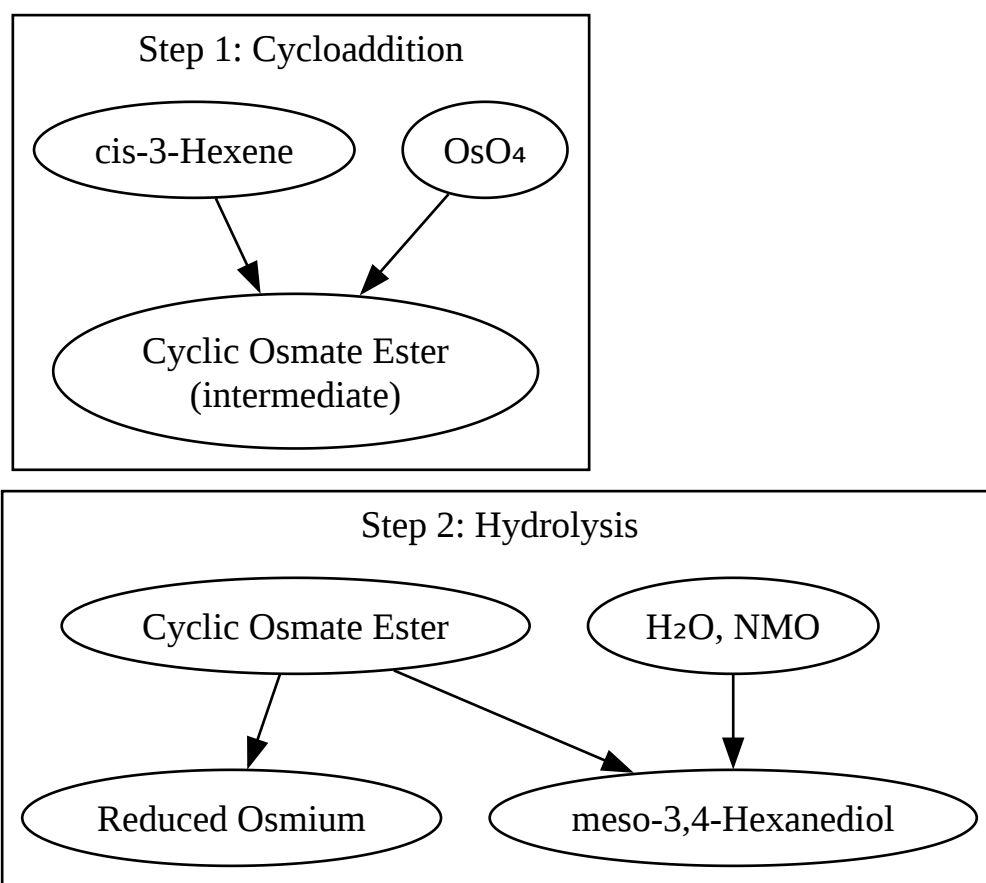 Step 1: Cycloaddition
cis-3-Hexene
OsO₄
Cyclic Osmate Ester
(intermediate)
Step 2: Hydrolysis
Cyclic Osmate Ester
H₂O, NMO
Reduced Osmium
meso-3,4-Hexanediol